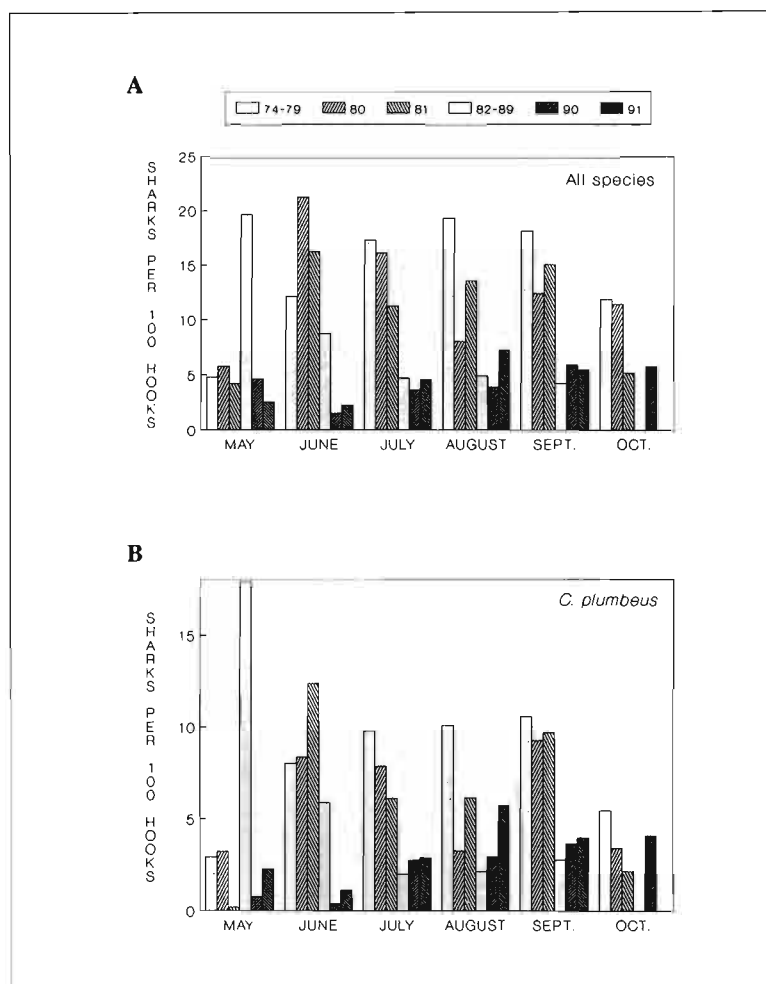 A
74-79 80 81 82-89 90 91
SHARKS PER 100 HOOKS
All species
25
20
15
10
5
0
MAY JUNE JULY AUGUST SEPT. OCT.
B
SHARKS PER 100 HOOKS
C. plumbeus
15
10
5
0
MAY JUNE JULY AUGUST SEPT. OCT.